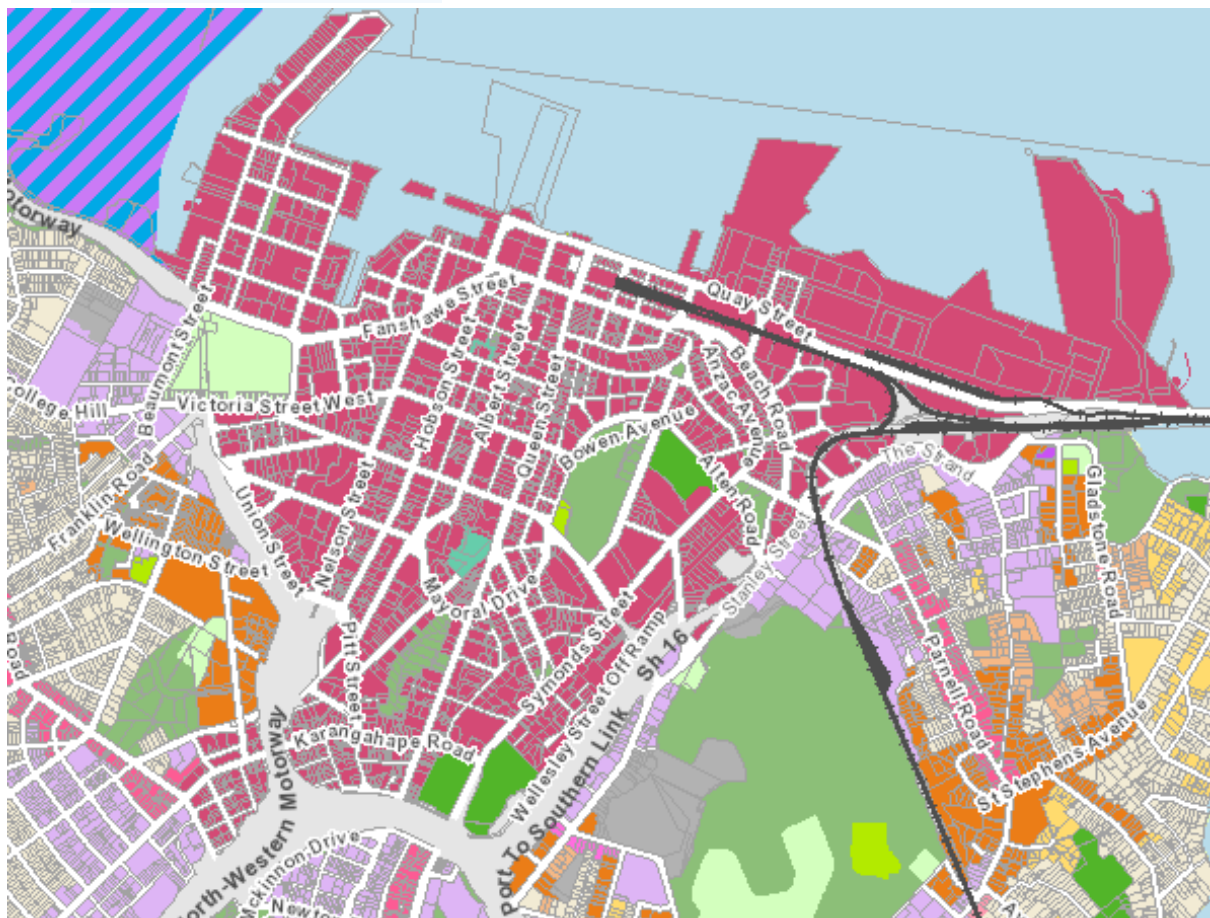 Motorway
Quay Street
Fanshawe Street
Beaumont Street
Hobson Street
Albert Street
Queen Street
Anzac Avenue
Beach Road
College Hill
Victoria Street West
Bowen Avenue
Franklin Road
Alten Road
The Strand
Gladstone Road
Union Street
Nelson Street
Wellington Street
Stanley Street
Mayoral Drive
Pitt Street
Symonds Street
Wellesley Street Off Ramp
Sh 16
Parnell Road
Road
Karangahape Road
St Stephens Avenue
North-Western Motorway
Port To Southern Link
Mckinnon Drive